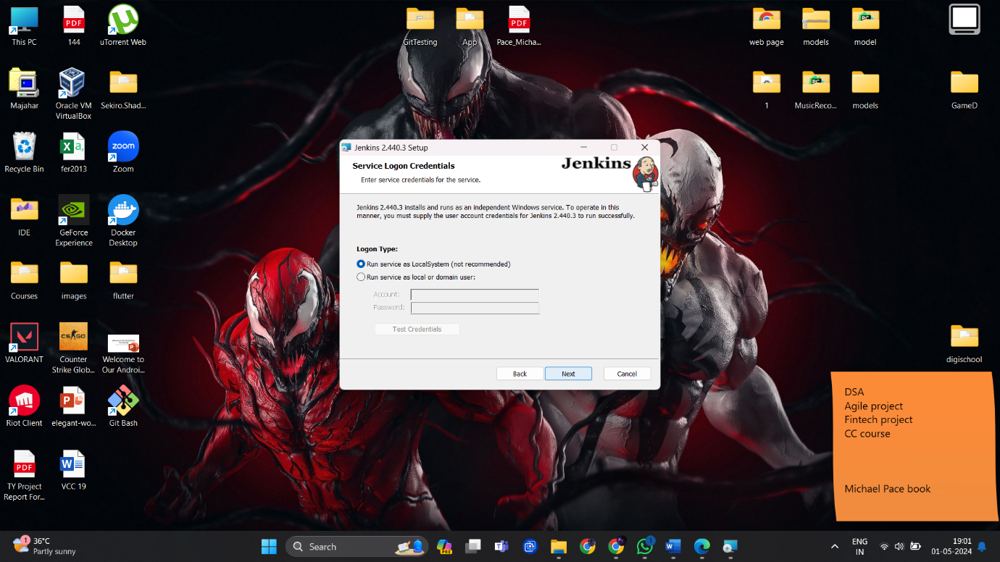 This PC
144
uTorrent Web
GitTesting
App
Pace_Micha...
web page
models
model
Majahar
Oracle VM
VirtualBox
Sekiro.Shad...
1
MusicReco...
models
GameD
Recycle Bin
fer2013
Zoom
IDE
GeForce
Experience
Docker
Desktop
Courses
images
flutter
VALORANT
Counter
Strike Glob...
Welcome to
Our Androi...
digischool
Riot Client
elegant-wo...
Git Bash
TY Project
Report For...
VCC 19
Jenkins 2.440.3 Setup
Service Logon Credentials
Enter service credentials for the service.
Jenkins
Jenkins 2.440.3 installs and runs as an independent Windows service. To operate in this
manner, you must supply the user account credentials for Jenkins 2.440.3 to run successfully.
Logon Type:
Run service as LocalSystem (not recommended)
Run service as local or domain user:
Account:
Password:
Test Credentials
Back
Next
Cancel
DSA
Agile project
Fintech project
CC course
Michael Pace book
1
36°C
Partly sunny
Search
PRE
1
ENG
IN
19:01
01-05-2024